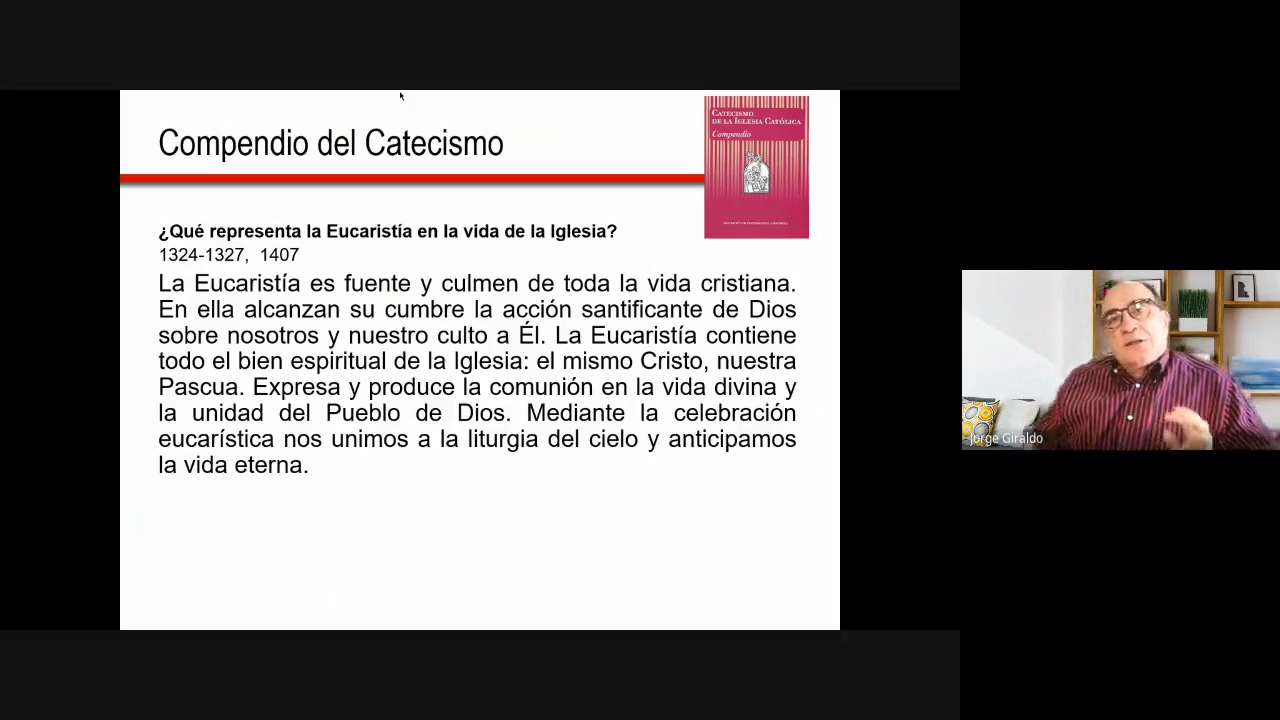 Compendio del Catecismo
CATECISMO
DE LA IGLESIA CATÓLICA
Compendio
¿Qué representa la Eucaristía en la vida de la Iglesia?
1324-1327, 1407
La Eucaristía es fuente y culmen de toda la vida cristiana.
En ella alcanzan su cumbre la acción santificante de Dios
sobre nosotros y nuestro culto a Él. La Eucaristía contiene
todo el bien espiritual de la Iglesia: el mismo Cristo, nuestra
Pascua. Expresa y produce la comunión en la vida divina y
la unidad del Pueblo de Dios. Mediante la celebración
eucarística nos unimos a la liturgia del cielo y anticipamos
la vida eterna.
Jorge Giraldo